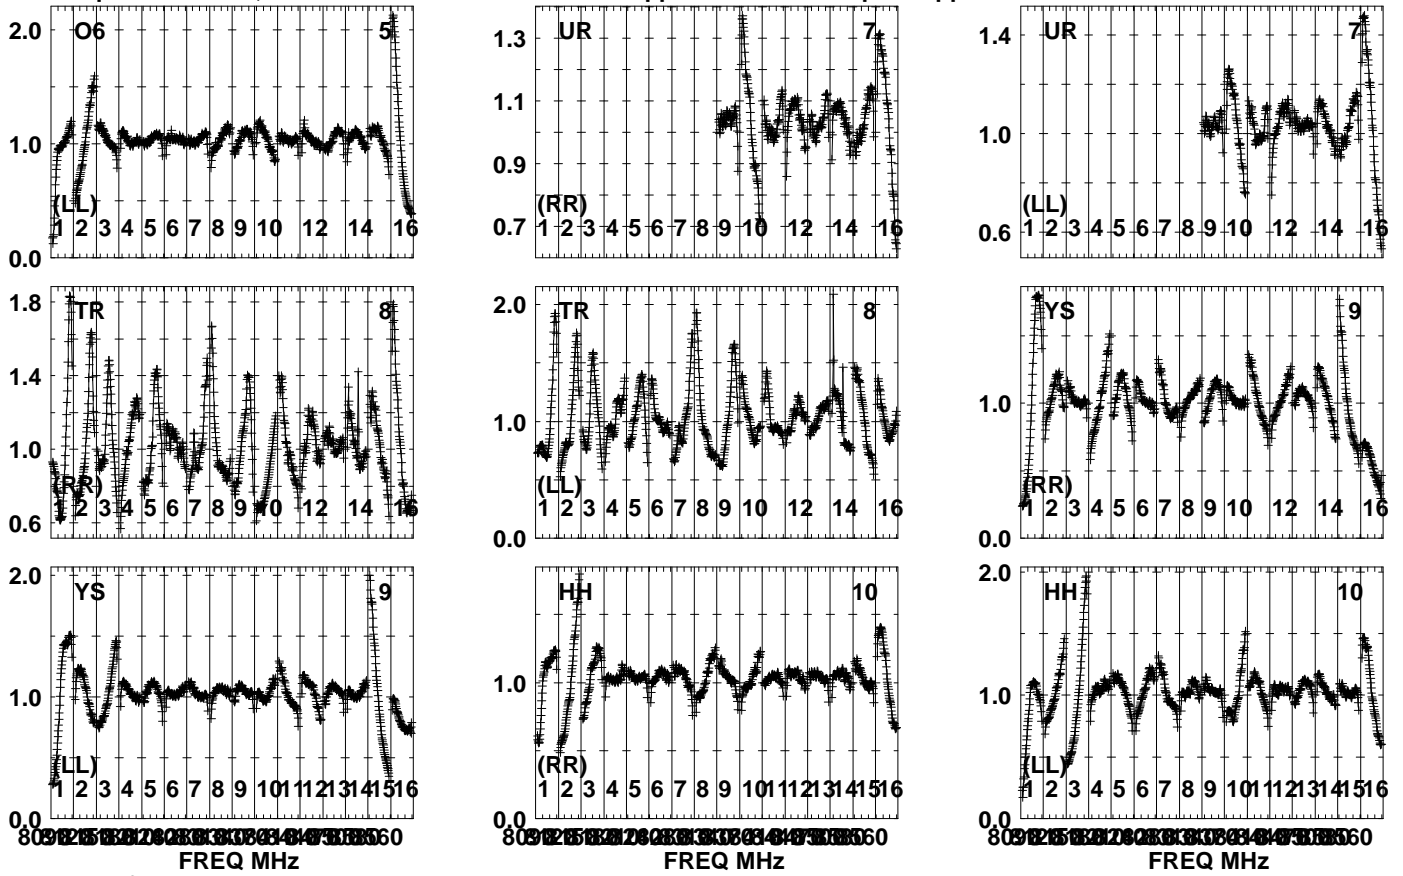 O6 5
2.0
1.0
0.0
(LL)
1 2 3 4 5 6 7 8 9 10 12 14 16
UR 7
1.3
1.1
0.9
0.7
(RR)
1 2 3 4 5 6 7 8 9 10 12 14 16
UR 7
1.4
1.0
0.6
(LL)
1 2 3 4 5 6 7 8 9 10 12 14 16
TR 8
1.8
1.4
1.0
0.6
(RR)
1 2 3 4 5 6 7 8 9 10 12 14 16
TR 8
2.0
1.0
0.0
(LL)
1 2 3 4 5 6 7 8 9 10 12 14 16
YS 9
1.0
0.0
(RR)
1 2 3 4 5 6 7 8 9 10 12 14 16
YS 9
2.0
1.0
0.0
(LL)
1 2 3 4 5 6 7 8 9 10 11 12 13 14 15 16
FREQ MHz
HH 10
1.0
0.0
(RR)
1 2 3 4 5 6 7 8 9 10 11 12 13 14 15 16
FREQ MHz
HH 10
2.0
1.0
0.0
(LL)
1 2 3 4 5 6 7 8 9 10 11 12 13 14 15 16
FREQ MHz